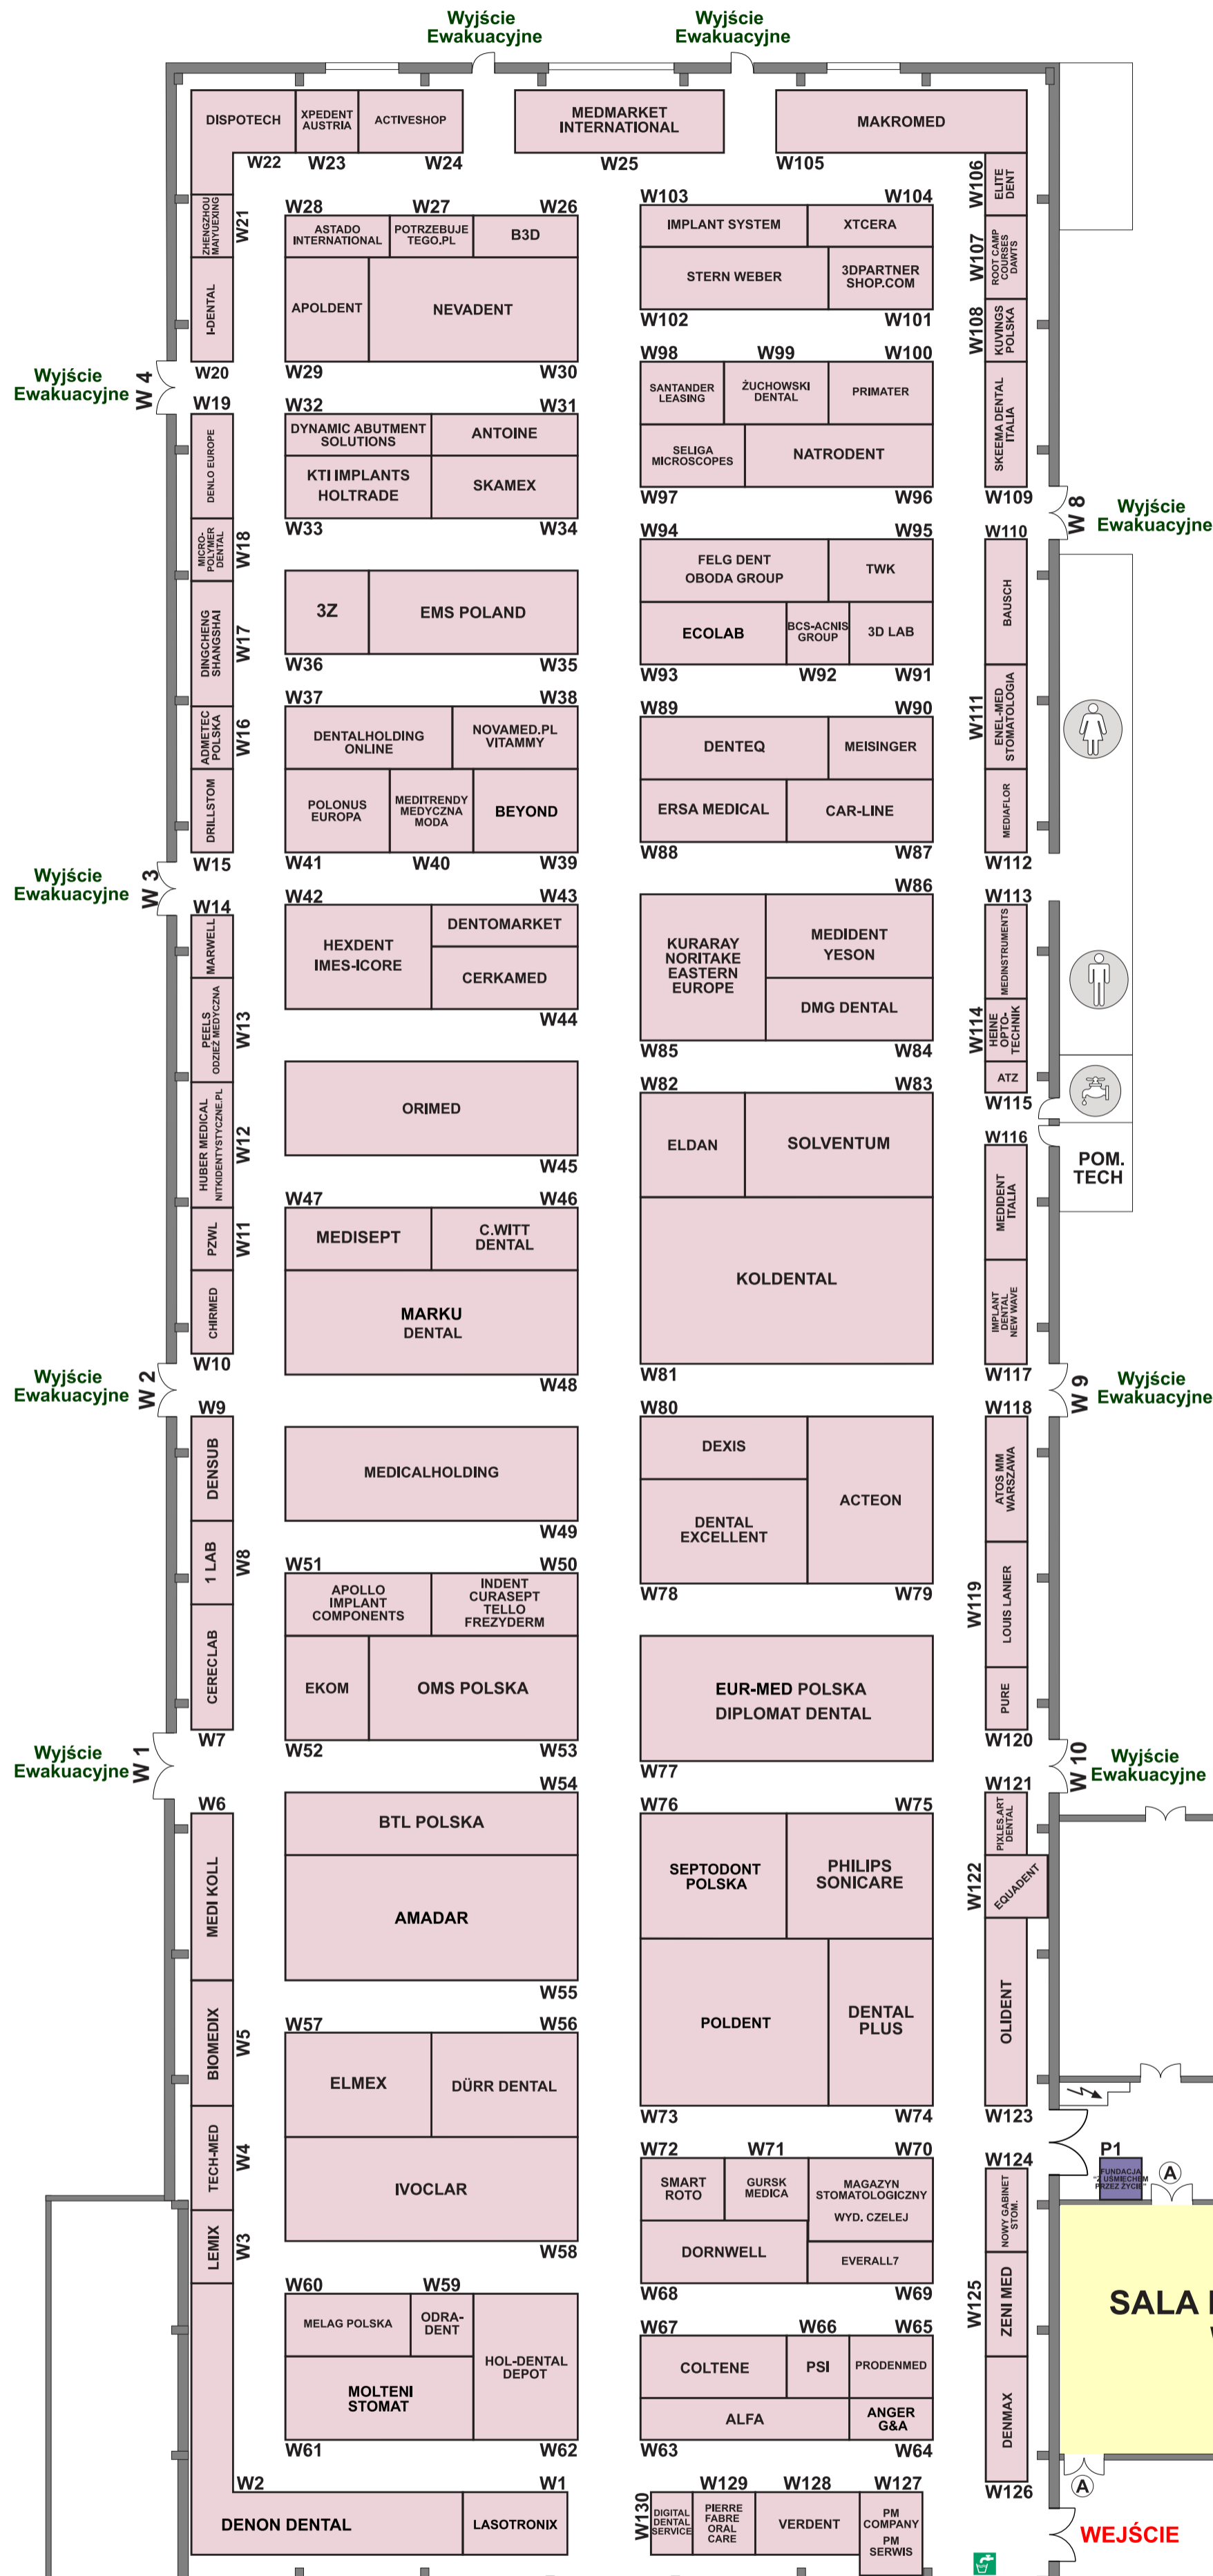 Wyjście
Ewakuacyjne
Wyjście
Ewakuacyjne
DISPOTECH
XPEDENT
AUSTRIA
ACTIVESHOP
MEDMARKET
INTERNATIONAL
MAKROMED
W22
W23
W24
W25
W105
W106
ELITE
DENT
ZHENGZHOU
MAIYUEXING
W21
W28
W27
W26
W103
W104
ASTADO
INTERNATIONAL
POTRZEBUJE
TEGO.PL
B3D
IMPLANT SYSTEM
XTCERA
W107
ROOT CAMP
COURSES
DAWTS
I-DENTAL
APOLDENT
NEVADENT
STERN WEBER
3DPARTNER
SHOP.COM
W102
W101
W108
KUVINGS
POLSKA
W20
W29
W30
W98
W99
W100
Wyjście
Ewakuacyjne
W 4
SANTANDER
LEASING
ŻUCHOWSKI
DENTAL
PRIMATER
SKEEMA DENTAL
ITALIA
W19
W32
W31
DENLO EUROPE
DYNAMIC ABUTMENT
SOLUTIONS
ANTOINE
SELIGA
MICROSCOPES
NATRODENT
KTI IMPLANTS
HOLTRADE
SKAMEX
W97
W96
W109
W33
W34
W 8
Wyjście
Ewakuacyjne
MICRO-
POLYMER
DENTAL
W18
W94
W95
W110
FELG DENT
OBODA GROUP
TWK
BAUSCH
3Z
EMS POLAND
DINGCHENG
SHANGSHAI
W17
ECOLAB
BCS-ACNIS
GROUP
3D LAB
W36
W35
W93
W92
W91
W37
W38
W89
W90
W111
ENEL-MED
STOMATOLOGIA
ADMETEC
POLSKA
W16
DENTALHOLDING
ONLINE
NOVAMED.PL
VITAMMY
DENTEQ
MEISINGER
DRILLSTOM
POLONUS
EUROPA
MEDITRENDY
MEDYCZNA
MODA
BEYOND
ERSA MEDICAL
CAR-LINE
MEDIAFLOR
W15
W41
W40
W39
W88
W87
W112
Wyjście
Ewakuacyjne
W 3
W14
W42
W43
W86
W113
MARWELL
HEXDENT
IMES-ICORE
DENTOMARKET
CERKAMED
KURARAY
NORITAKE
EASTERN
EUROPE
MEDIDENT
YESON
DMG DENTAL
MEDINSTRUMENTS
PEELS
ODZIEŻ MEDYCZNA
W13
W44
W85
W84
W114
HEINE
OPTO-
TECHNIK
ATZ
W115
ORIMED
W82
W83
HUBER MEDICAL
NITKIDENTYSTYCZNE.PL
W12
W45
ELDAN
SOLVENTUM
W116
POM.
TECH
W47
W46
MEDIDENT
ITALIA
PZWL
W11
MEDISEPT
C.WITT
DENTAL
KOLDENTAL
CHIRMED
MARKU
DENTAL
IMPLANT
DENTAL
NEW WAVE
W10
W48
W81
W117
Wyjście
Ewakuacyjne
W 2
W 9
Wyjście
Ewakuacyjne
W9
W80
W118
DENSUB
MEDICALHOLDING
DEXIS
ACTEON
ATOS MM
WARSZAWA
DENTAL
EXCELLENT
W49
1 LAB
W8
W51
W50
W78
W79
APOLLO
IMPLANT
COMPONENTS
INDENT
CURASEPT
TELLO
FREZYDERM
W119
LOUIS LANIER
CERECLAB
EKOM
OMS POLSKA
EUR-MED POLSKA
DIPLOMAT DENTAL
PURE
W7
W52
W53
W77
W120
Wyjście
Ewakuacyjne
W 1
W 10
Wyjście
Ewakuacyjne
W6
W54
W76
W75
W121
BTL POLSKA
PIXLES.ART
DENTAL
MEDI KOLL
AMADAR
SEPTODONT
POLSKA
PHILIPS
SONICARE
W122
EQUADENT
W55
BIOMEDIX
W5
W57
W56
POLDENT
DENTAL
PLUS
OLIDENT
ELMEX
DÜRR DENTAL
W73
W74
W123
TECH-MED
W4
IVOCLAR
W72
W71
W70
W124
P1
SMART
ROTO
GURSK
MEDICA
MAGAZYN
STOMATOLOGICZNY
WYD. CZELEJ
NOWY GABINET
STOM.
FUNDACJA
"Z UŚMIECHEM
PRZEZ ŻYCIE"
A
LEMIX
W3
W58
DORNWELL
EVERALL7
W68
W69
W60
W59
W125
ZENI MED
SALA
MELAG POLSKA
ODRA-
DENT
HOL-DENTAL
DEPOT
W67
W66
W65
MOLTENI
STOMAT
COLTENE
PSI
PRODENMED
ALFA
ANGER
G&A
DENMAX
W61
W62
W63
W64
A
W126
W2
W1
W130
W129
W128
W127
DENON DENTAL
LASOTRONIX
DIGITAL
DENTAL
SERVICE
PIERRE
FABRE
ORAL
CARE
VERDENT
PM
COMPANY
PM
SERWIS
WEJŚCIE